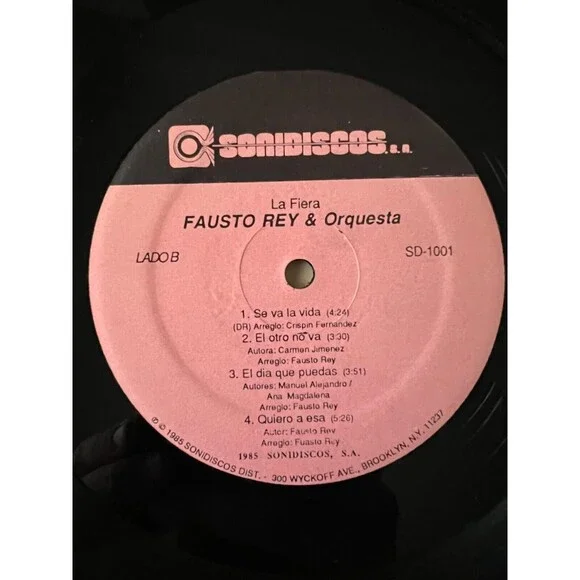 SONIDISCOS S.A.
La Fiera
FAUSTO REY & Orquesta
LADO B
SD-1001
1. Se va la vida (4:24)
(DR) Arreglo: Crispin Fernandez
2. El otro no va (3:30)
Autora: Carmen Jimenez
Arreglo: Fausto Rey
3. El dia que puedas (3:51)
Autores: Manuel Alejandro /
Ana Magdalena
Arreglo: Fausto Rey
4. Quiero a esa (5:26)
Autor: Fausto Rey
Arreglo: Fuasto Rey
1985 SONIDISCOS, S.A.
℗ © 1985 SONIDISCOS DIST. • 300 WYCKOFF AVE., BROOKLYN, N.Y. 11237